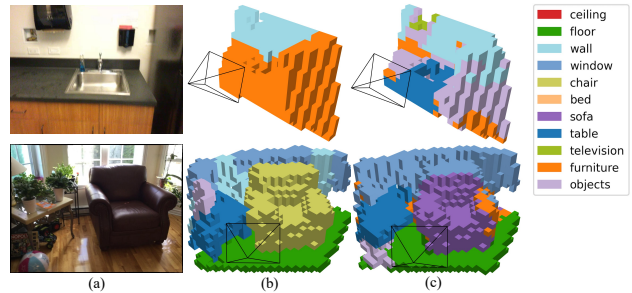 ceiling
floor
wall
window
chair
bed
sofa
table
television
furniture
objects
(a)
(b)
(c)